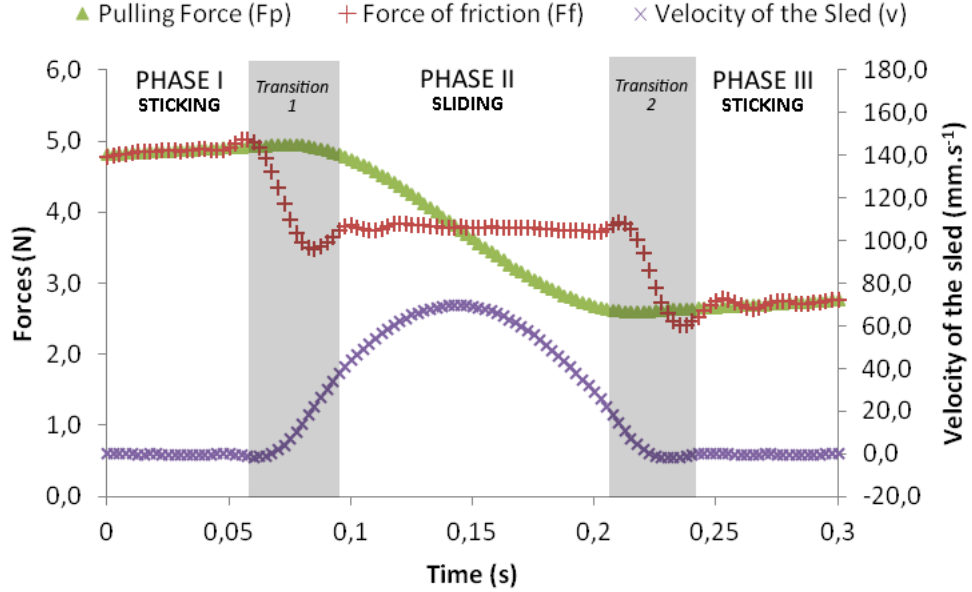 Pulling Force (Fp) Force of friction (Ff) Velocity of the Sled (v)
6,0
5,0
4,0
3,0
2,0
1,0
0,0
Forces (N)
PHASE I
STICKING
Transition
1
PHASE II
SLIDING
Transition
2
PHASE III
STICKING
180,0
160,0
140,0
120,0
100,0
80,0
60,0
40,0
20,0
0,0
-20,0
Velocity of the sled (mm.s⁻¹)
0 0,05 0,1 0,15 0,2 0,25 0,3
Time (s)